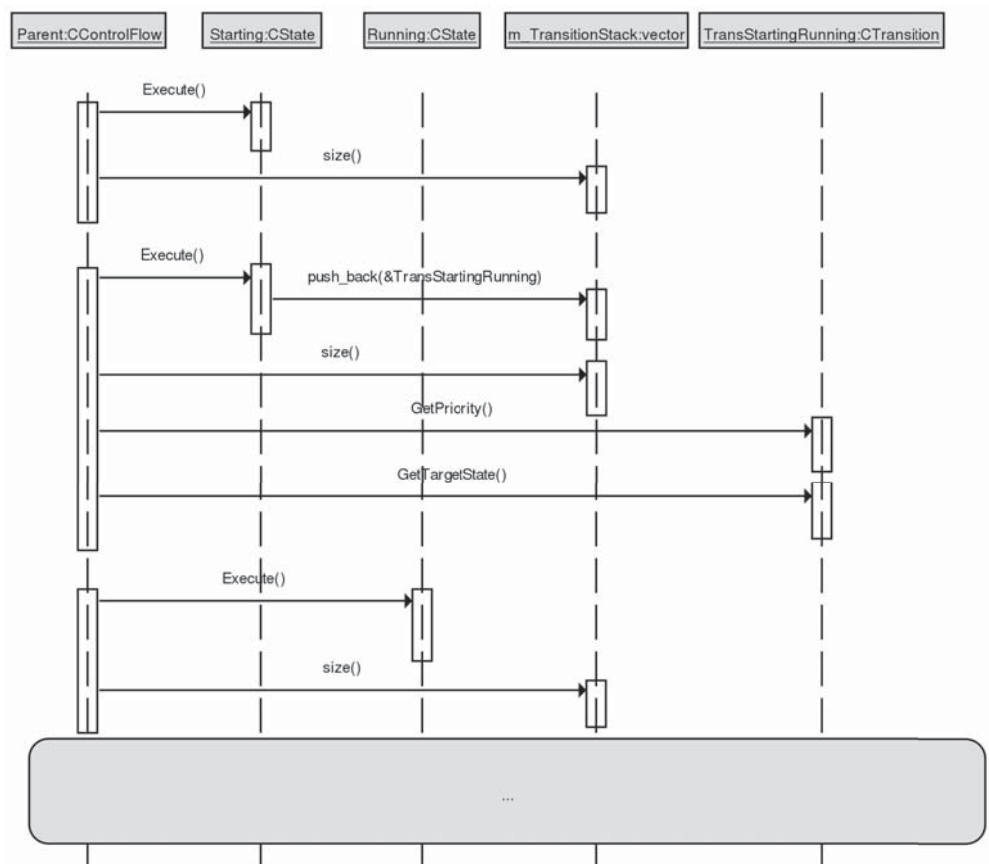 Parent:CControlFlow
Starting:CState
Running:CState
m_TransitionStack:vector
TransStartingRunning:CTransition
Execute()
size()
Execute()
push_back(&TransStartingRunning)
size()
GetPriority()
GetTargetState()
Execute()
size()
...